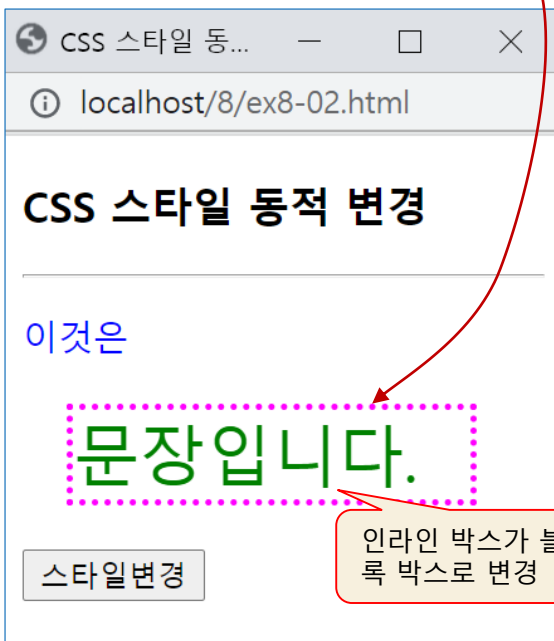 CSS 스타일 동...
localhost/8/ex8-02.html
CSS 스타일 동적 변경
이것은
문장입니다.
인라인 박스가 블
록 박스로 변경
스타일변경